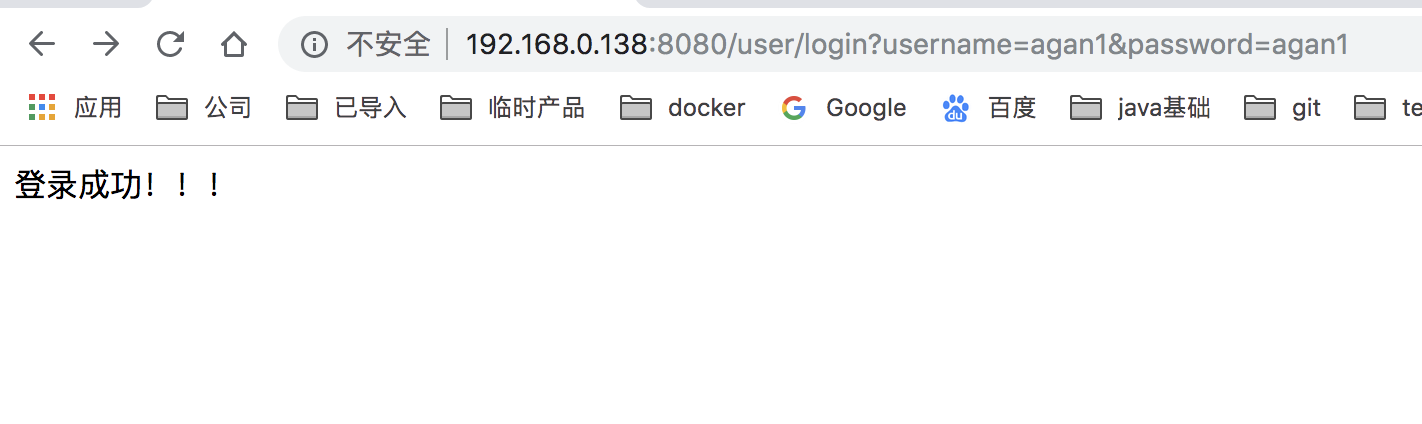 不安全 192.168.0.138:8080/user/login?username=agan1&password=agan1
应用 公司 已导入 临时产品 docker Google 百度 java基础 git te
登录成功！！！